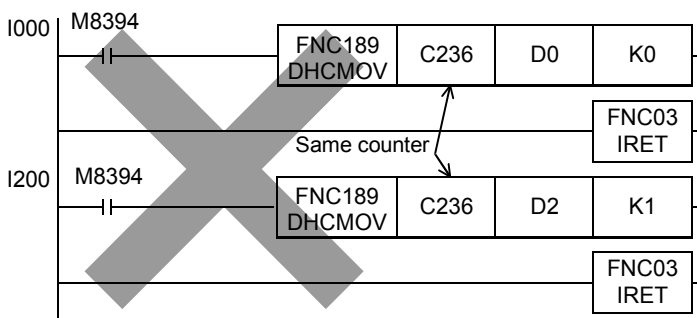 I000 M8394
FNC189 DHCMOV C236 D0 K0
FNC03 IRET
Same counter
I200 M8394
FNC189 DHCMOV C236 D2 K1
FNC03 IRET